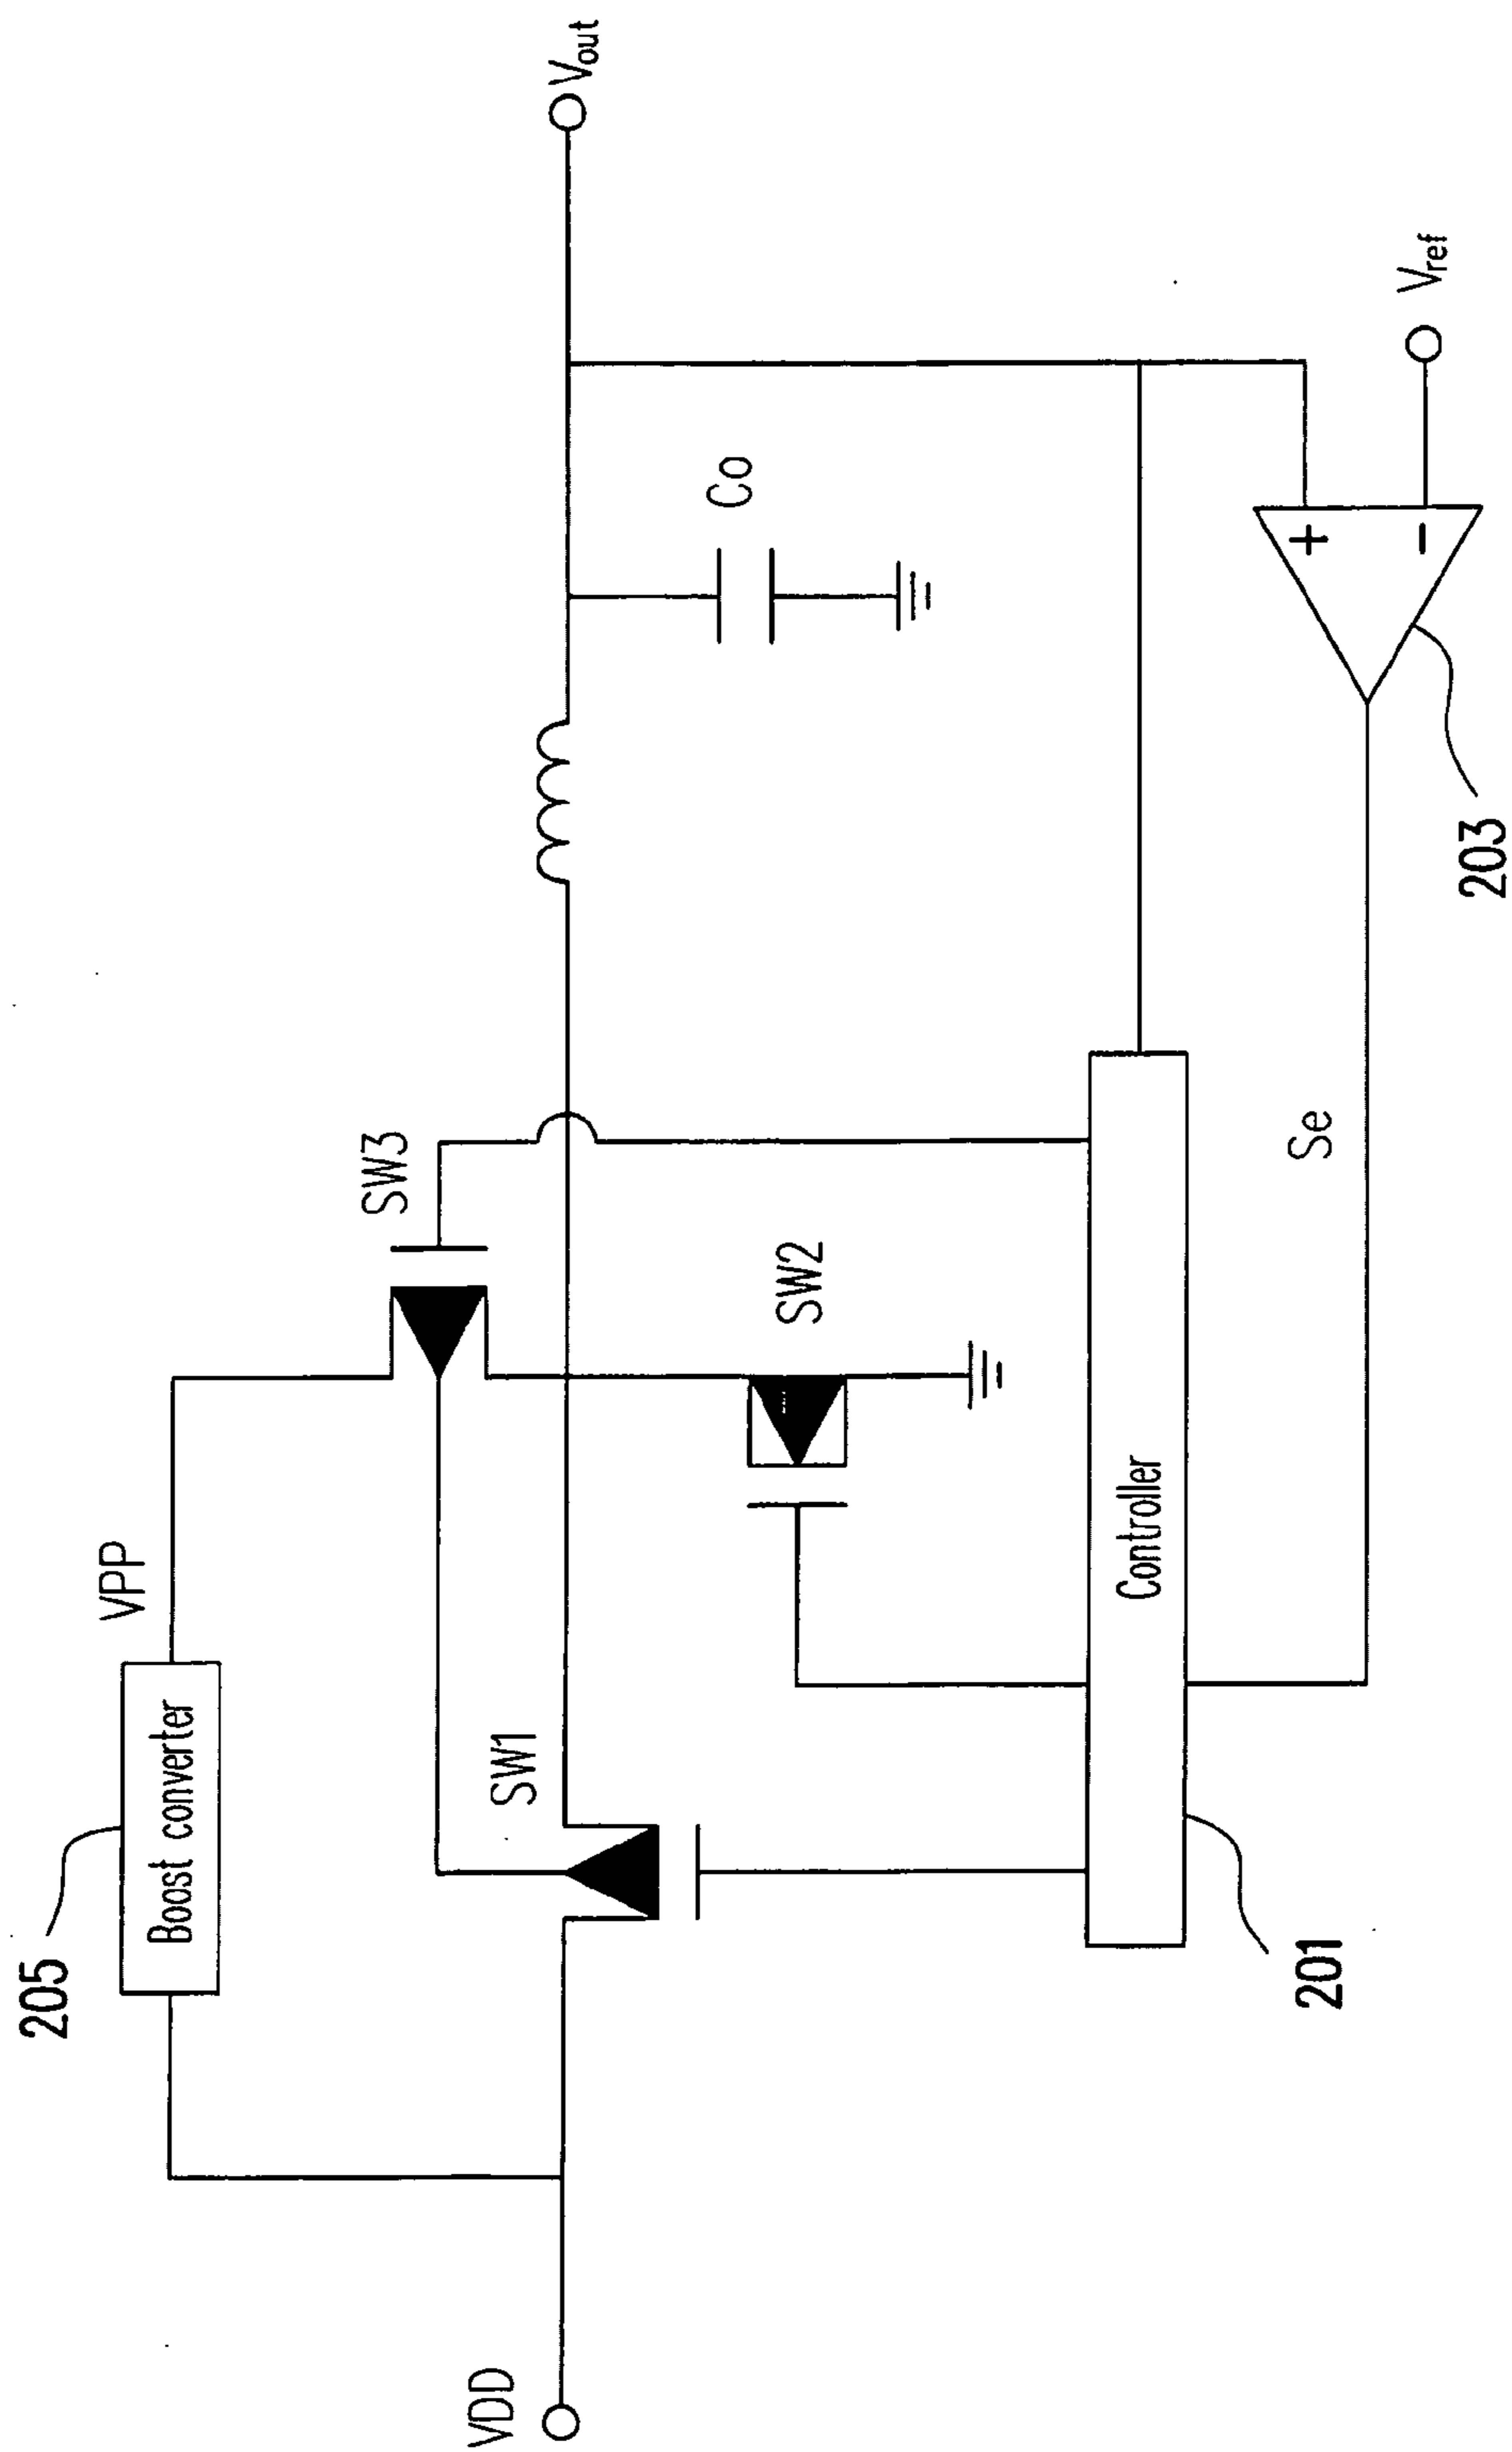 205
Boost converter
VPP
SW3
VDD
SW1
Vout
SW2
Co
Controller
201
Se
+
−
Vref
203